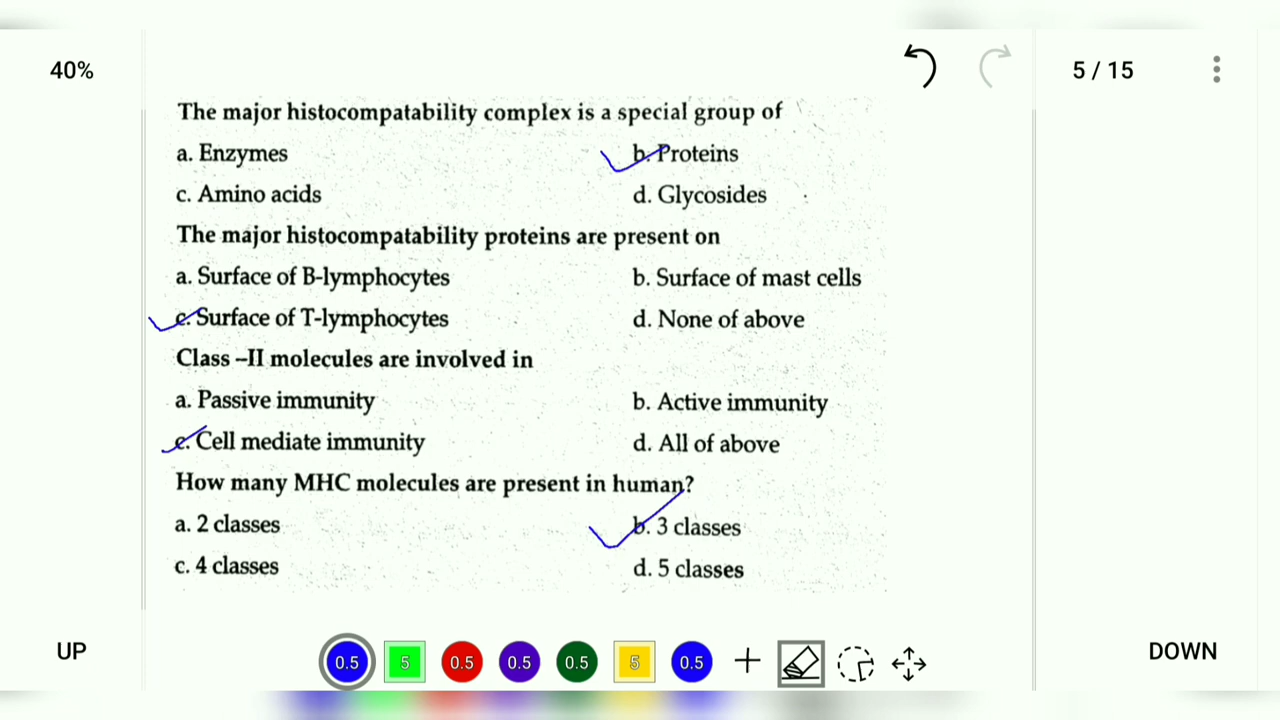 40%
5 / 15
The major histocompatability complex is a special group of
a. Enzymes b. Proteins
c. Amino acids d. Glycosides
The major histocompatability proteins are present on
a. Surface of B-lymphocytes b. Surface of mast cells
c. Surface of T-lymphocytes d. None of above
Class –II molecules are involved in
a. Passive immunity b. Active immunity
c. Cell mediate immunity d. All of above
How many MHC molecules are present in human?
a. 2 classes b. 3 classes
c. 4 classes d. 5 classes
UP
DOWN
0.5 5 0.5 0.5 0.5 5 0.5